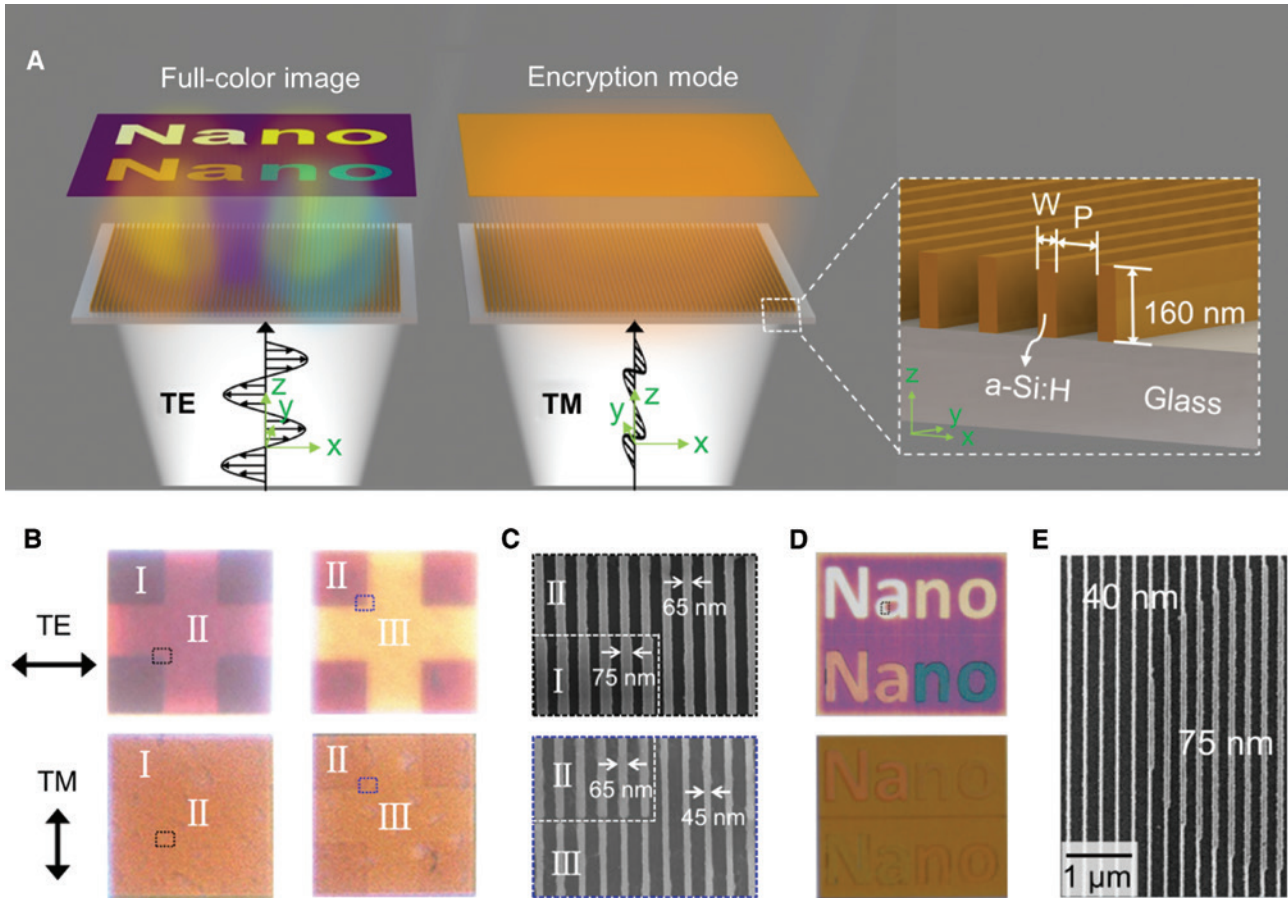 A
Full-color image
Encryption mode
Nano
Nano
W
P
160 nm
a-Si:H
Glass
z
y
x
TE
z
y
x
TM
z
y
x
B
C
D
E
TE
I
II
II
III
TM
I
II
II
III
II
65 nm
I
75 nm
II
65 nm
45 nm
III
Nano
Nano
Nano
Nano
40 nm
75 nm
1 μm